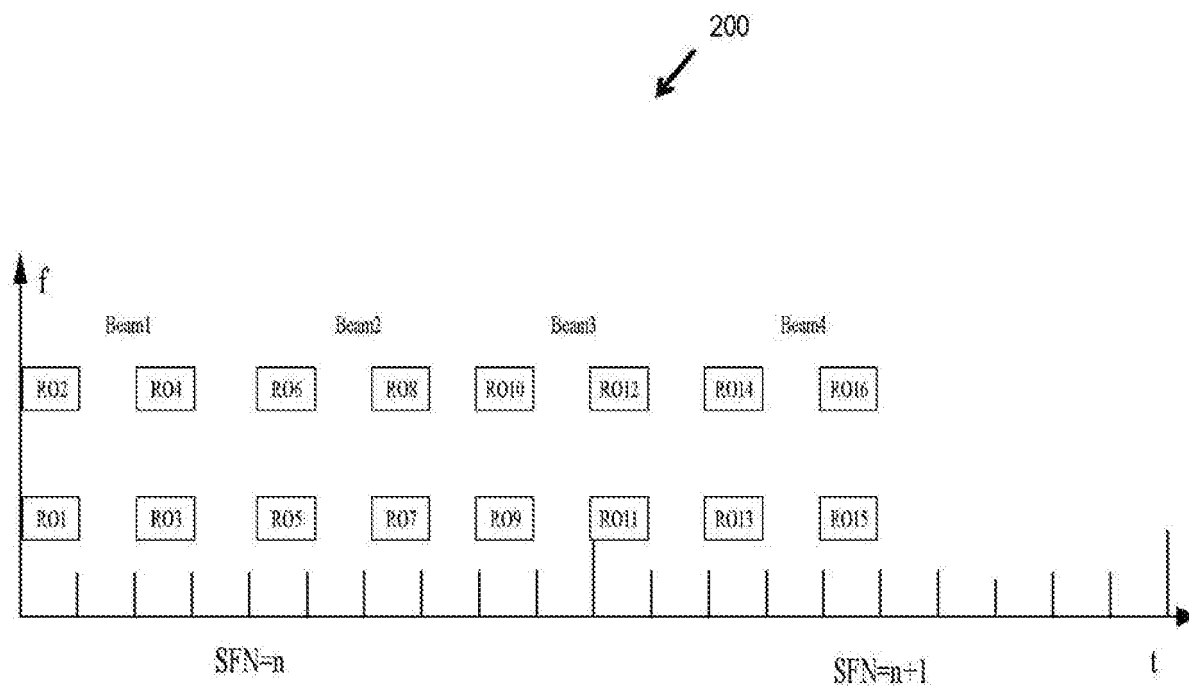 200
f
Beam1 Beam2 Beam3 Beam4
RO2 RO4 RO6 RO8 RO10 RO12 RO14 RO16
RO1 RO3 RO5 RO7 RO9 RO11 RO13 RO15
SFN=n SFN=n+1 t